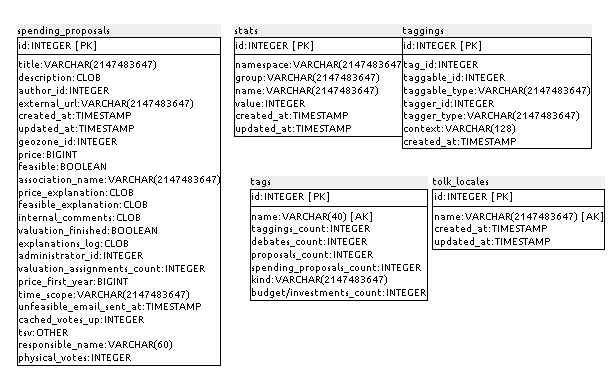 spending_proposals
id:INTEGER [PK]
title:VARCHAR(2147483647)
description:CLOB
author_id:INTEGER
external_url:VARCHAR(2147483647)
created_at:TIMESTAMP
updated_at:TIMESTAMP
geozone_id:INTEGER
price:BIGINT
feasible:BOOLEAN
association_name:VARCHAR(2147483647)
price_explanation:CLOB
feasible_explanation:CLOB
internal_comments:CLOB
valuation_finished:BOOLEAN
explanations_log:CLOB
administrator_id:INTEGER
valuation_assignments_count:INTEGER
price_first_year:BIGINT
time_scope:VARCHAR(2147483647)
unfeasible_email_sent_at:TIMESTAMP
cached_votes_up:INTEGER
tsv:OTHER
responsible_name:VARCHAR(60)
physical_votes:INTEGER
stats
id:INTEGER [PK]
namespace:VARCHAR(2147483647
group:VARCHAR(2147483647)
name:VARCHAR(2147483647)
value:INTEGER
created_at:TIMESTAMP
updated_at:TIMESTAMP
taggings
id:INTEGER [PK]
tag_id:INTEGER
taggable_id:INTEGER
taggable_type:VARCHAR(2147483647)
tagger_id:INTEGER
tagger_type:VARCHAR(2147483647)
context:VARCHAR(128)
created_at:TIMESTAMP
tags
id:INTEGER [PK]
name:VARCHAR(40) [AK]
taggings_count:INTEGER
debates_count:INTEGER
proposals_count:INTEGER
spending_proposals_count:INTEGER
kind:VARCHAR(2147483647)
budget/investments_count:INTEGER
tolk_locales
id:INTEGER [PK]
name:VARCHAR(2147483647) [AK]
created_at:TIMESTAMP
updated_at:TIMESTAMP